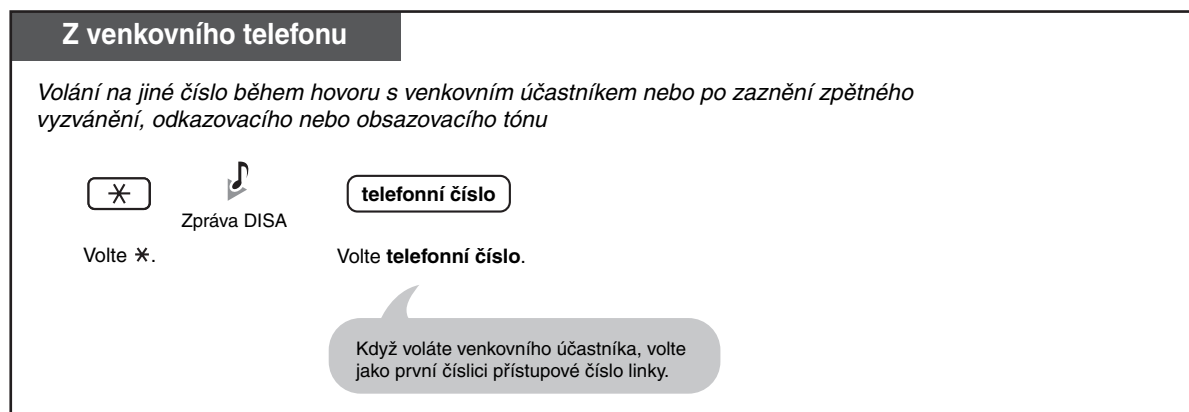 Z venkovního telefonu
Volání na jiné číslo během hovoru s venkovním účastníkem nebo po zaznění zpětného
vyzvánění, odkazovacího nebo obsazovacího tónu
telefonní číslo
Zpráva DISA
Volte ✳.
Volte telefonní číslo.
Když voláte venkovního účastníka, volte
jako první číslici přístupové číslo linky.